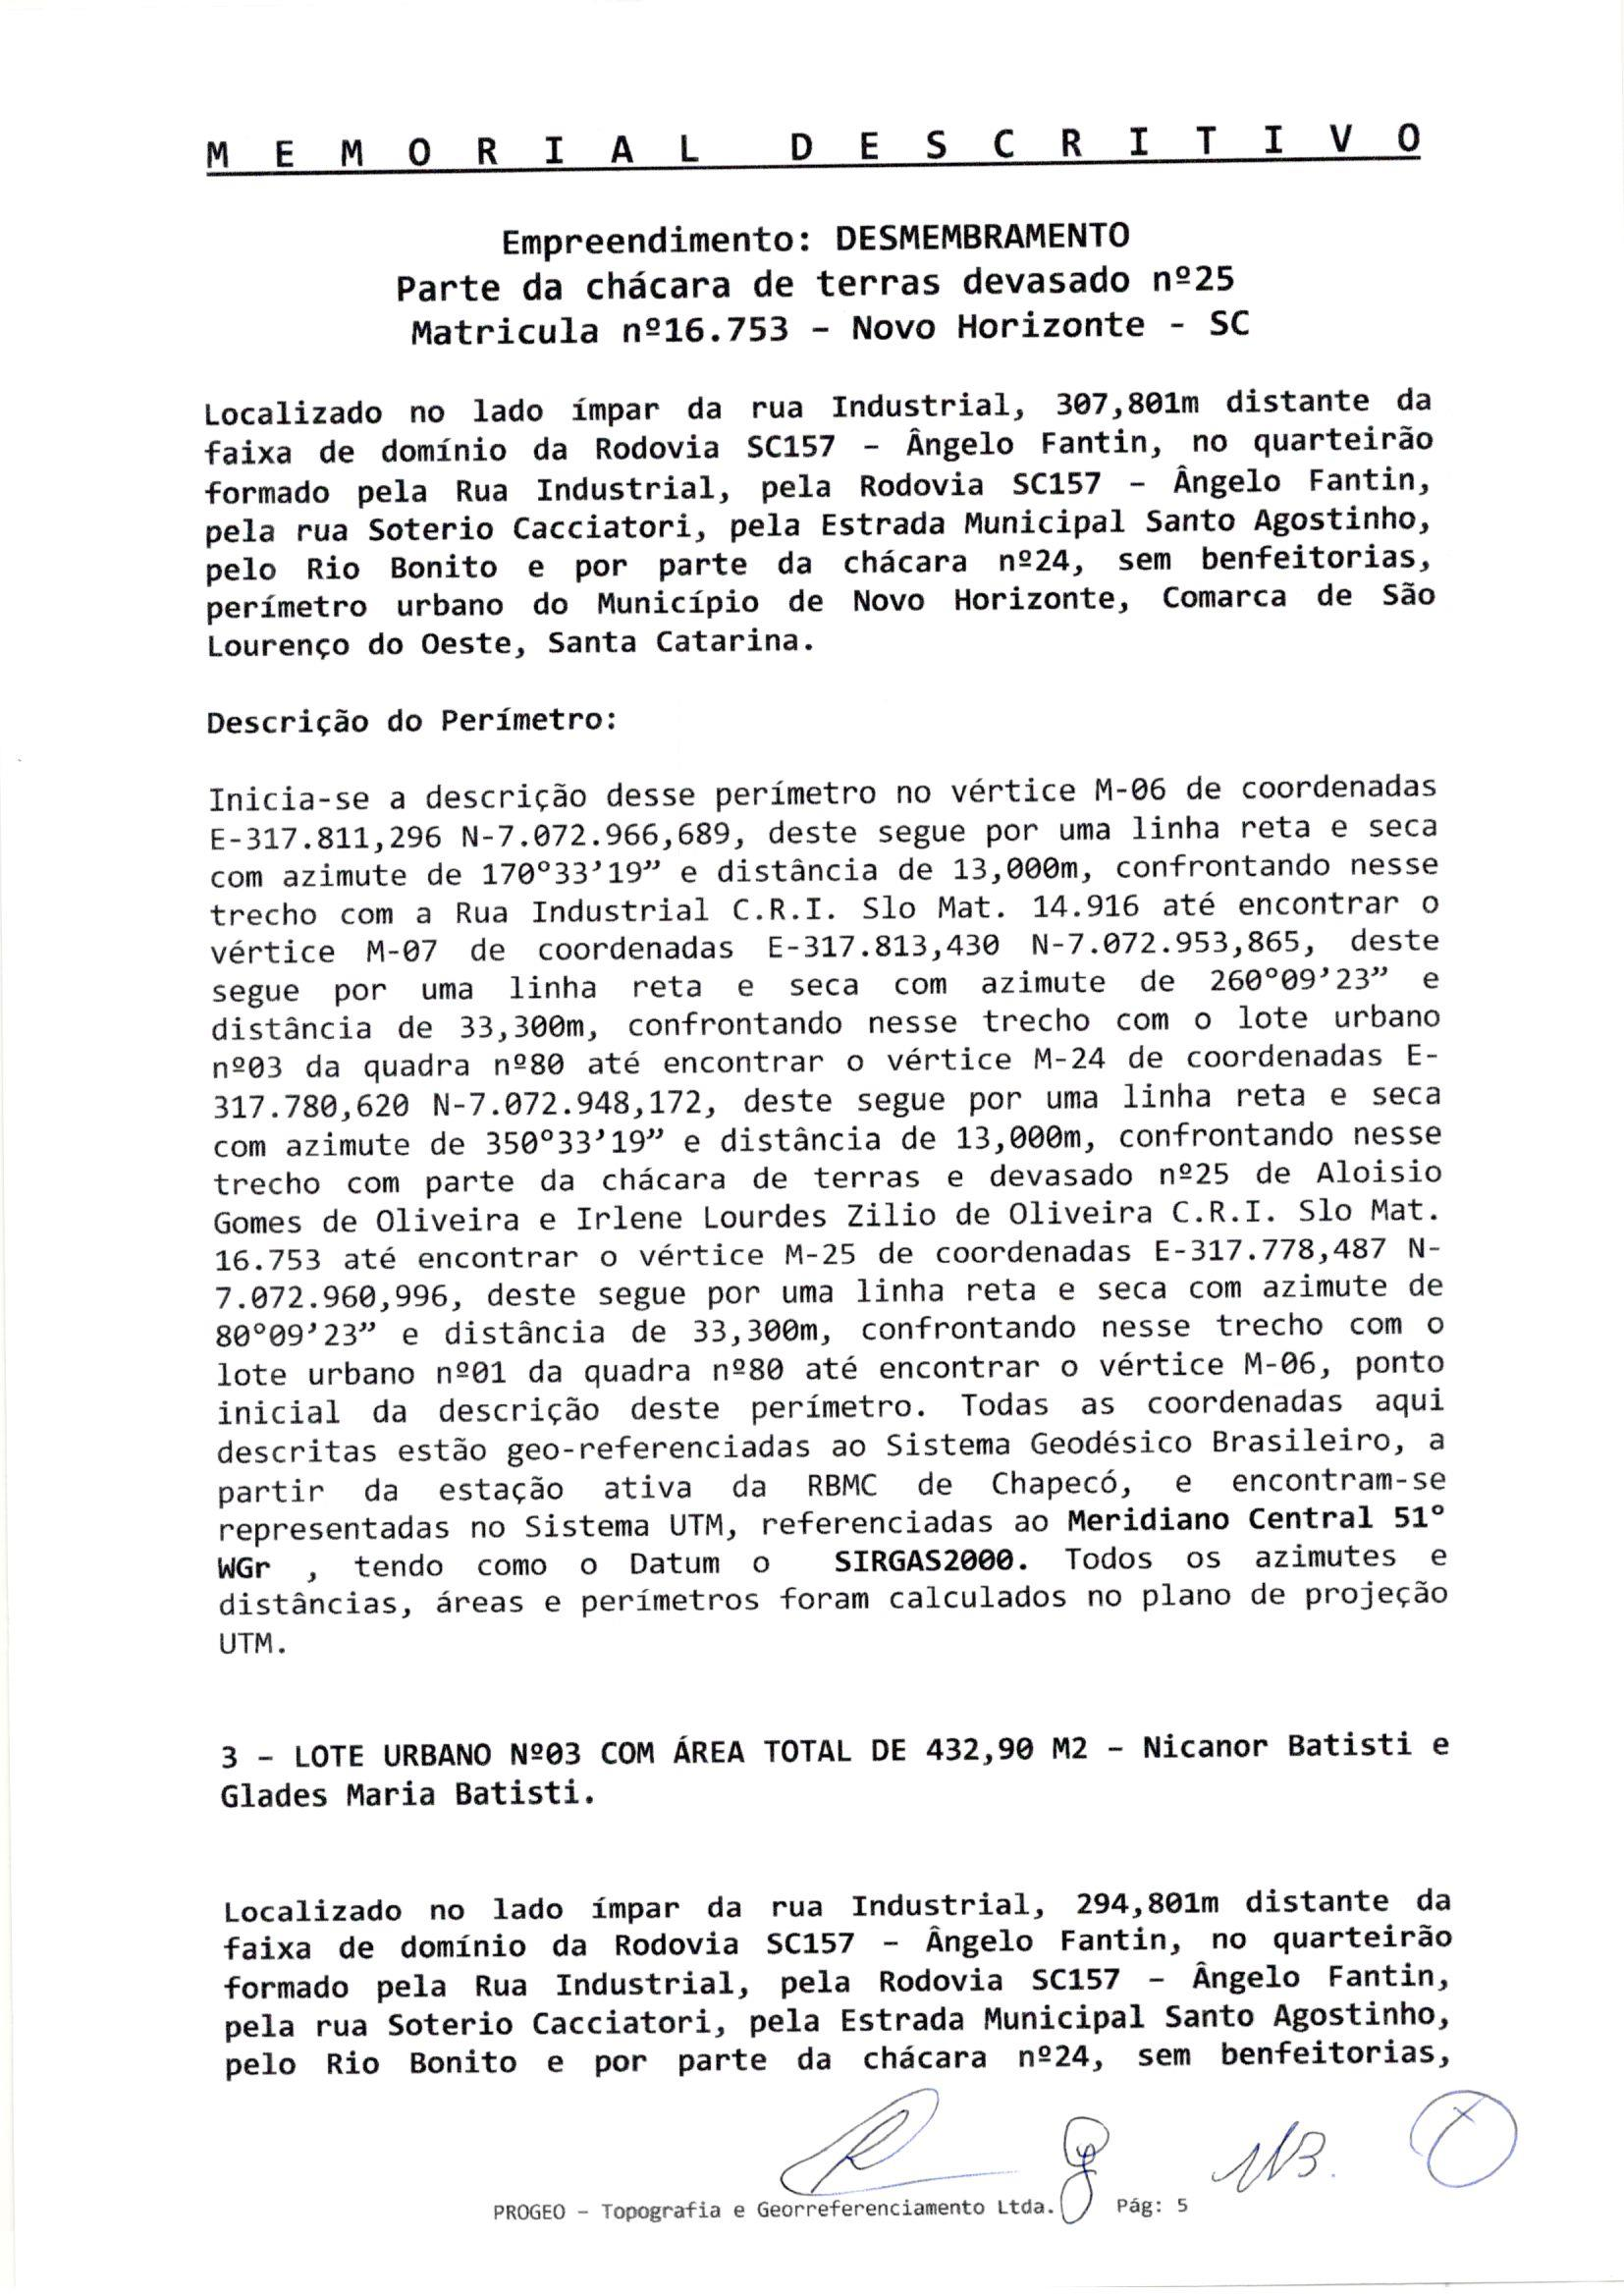 M E M O R I A L D E S C R I T I V O
Empreendimento: DESMEMBRAMENTO
Parte da chácara de terras devasado nº25
Matricula nº16.753 – Novo Horizonte - SC
Localizado no lado ímpar da rua Industrial, 307,801m distante da
faixa de domínio da Rodovia SC157 – Ângelo Fantin, no quarteirão
formado pela Rua Industrial, pela Rodovia SC157 – Ângelo Fantin,
pela rua Soterio Cacciatori, pela Estrada Municipal Santo Agostinho,
pelo Rio Bonito e por parte da chácara nº24, sem benfeitorias,
perímetro urbano do Município de Novo Horizonte, Comarca de São
Lourenço do Oeste, Santa Catarina.
Descrição do Perímetro:
Inicia-se a descrição desse perímetro no vértice M-06 de coordenadas
E-317.811,296 N-7.072.966,689, deste segue por uma linha reta e seca
com azimute de 170°33’19” e distância de 13,000m, confrontando nesse
trecho com a Rua Industrial C.R.I. Slo Mat. 14.916 até encontrar o
vértice M-07 de coordenadas E-317.813,430 N-7.072.953,865, deste
segue por uma linha reta e seca com azimute de 260°09’23” e
distância de 33,300m, confrontando nesse trecho com o lote urbano
nº03 da quadra nº80 até encontrar o vértice M-24 de coordenadas E-
317.780,620 N-7.072.948,172, deste segue por uma linha reta e seca
com azimute de 350°33’19” e distância de 13,000m, confrontando nesse
trecho com parte da chácara de terras e devasado nº25 de Aloisio
Gomes de Oliveira e Irlene Lourdes Zilio de Oliveira C.R.I. Slo Mat.
16.753 até encontrar o vértice M-25 de coordenadas E-317.778,487 N-
7.072.960,996, deste segue por uma linha reta e seca com azimute de
80°09’23” e distância de 33,300m, confrontando nesse trecho com o
lote urbano nº01 da quadra nº80 até encontrar o vértice M-06, ponto
inicial da descrição deste perímetro. Todas as coordenadas aqui
descritas estão geo-referenciadas ao Sistema Geodésico Brasileiro, a
partir da estação ativa da RBMC de Chapecó, e encontram-se
representadas no Sistema UTM, referenciadas ao Meridiano Central 51°
WGr , tendo como o Datum o SIRGAS2000. Todos os azimutes e
distâncias, áreas e perímetros foram calculados no plano de projeção
UTM.
3 – LOTE URBANO Nº03 COM ÁREA TOTAL DE 432,90 M2 – Nicanor Batisti e
Glades Maria Batisti.
Localizado no lado ímpar da rua Industrial, 294,801m distante da
faixa de domínio da Rodovia SC157 – Ângelo Fantin, no quarteirão
formado pela Rua Industrial, pela Rodovia SC157 – Ângelo Fantin,
pela rua Soterio Cacciatori, pela Estrada Municipal Santo Agostinho,
pelo Rio Bonito e por parte da chácara nº24, sem benfeitorias,
PROGEO – Topografia e Georreferenciamento Ltda. Pág: 5